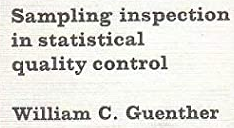 Sampling inspection
in statistical
quality control
William C. Guenther